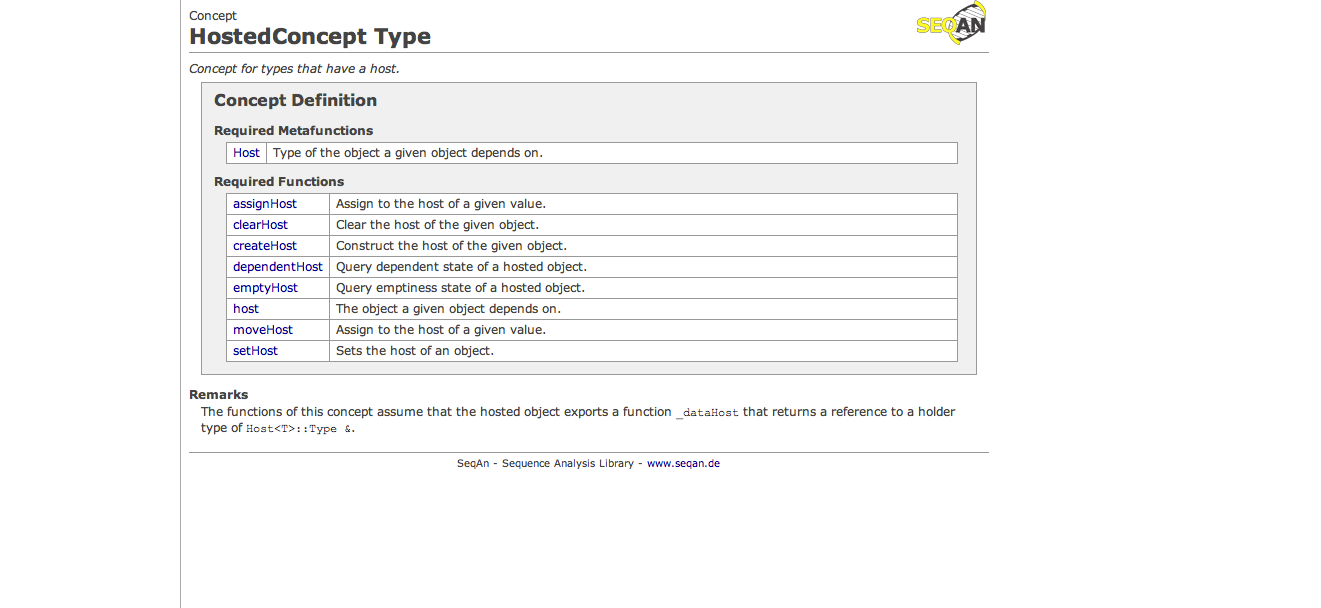 Concept
HostedConcept Type
SEQAN
Concept for types that have a host.
Concept Definition
Required Metafunctions
Host Type of the object a given object depends on.
Required Functions
assignHost Assign to the host of a given value.
clearHost Clear the host of the given object.
createHost Construct the host of the given object.
dependentHost Query dependent state of a hosted object.
emptyHost Query emptiness state of a hosted object.
host The object a given object depends on.
moveHost Assign to the host of a given value.
setHost Sets the host of an object.
Remarks
The functions of this concept assume that the hosted object exports a function _dataHost that returns a reference to a holder
type of Host<T>::Type &.
SeqAn - Sequence Analysis Library - www.seqan.de